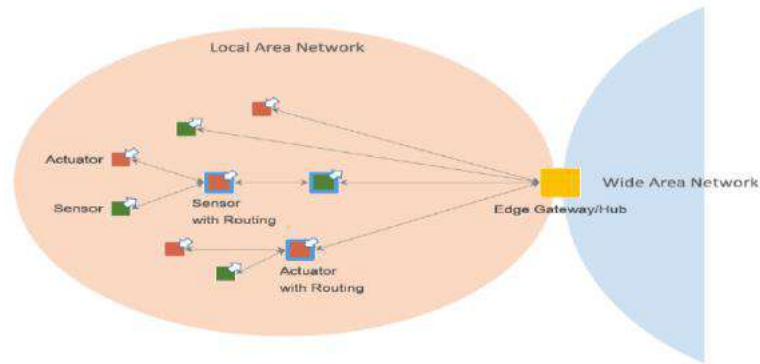 Local Area Network
Actuator
Sensor
Sensor
with Routing
Actuator
with Routing
Edge Gateway/Hub
Wide Area Network